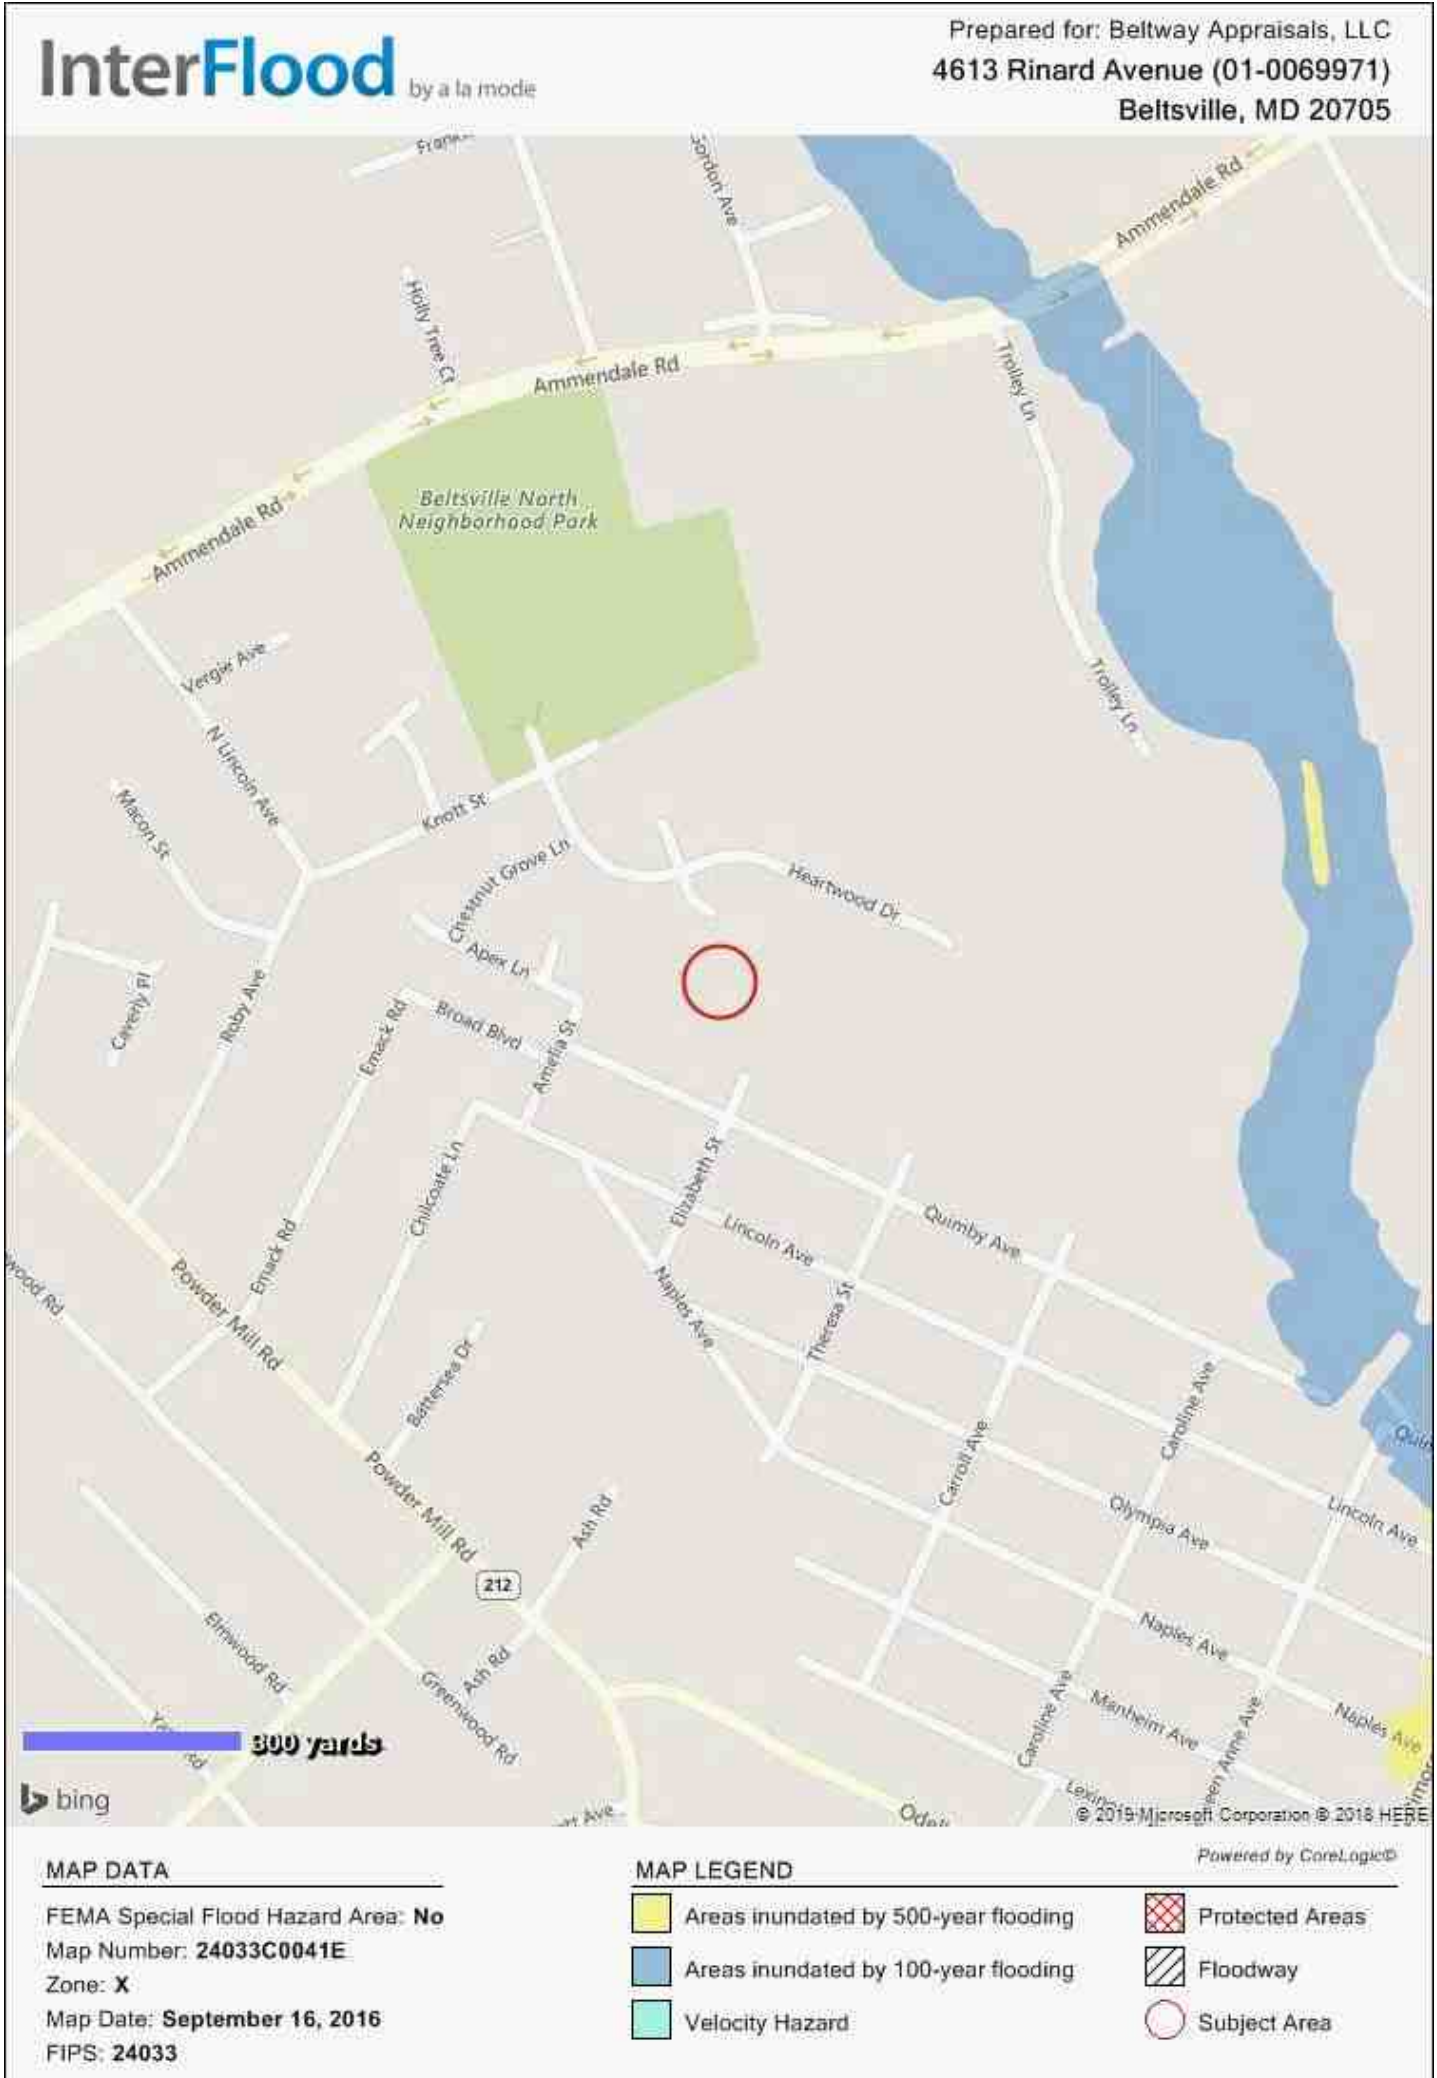 InterFlood by a la mode
Prepared for: Beltway Appraisals, LLC
4613 Rinard Avenue (01-0069971)
Beltsville, MD 20705
Gordon Ave
Ammendale Rd
Holly Tree Ct
Ammendale Rd
Trolley Ln
Beltsville North
Neighborhood Park
Ammendale Rd
Vergie Ave
Trolley Ln
N Lincoln Ave
Macon St
Knott St
Chestnut Grove Ln
Heartwood Dr
Apex Ln
Caverly Pl
Roby Ave
Emack Rd
Broad Blvd
Amelia St
Chilcoate Ln
Elizabeth St
Quimby Ave
Lincoln Ave
Emack Rd
wood Rd
Powder Mill Rd
Naples Ave
Theresa St
Battersea Dr
Caroline Ave
Carroll Ave
Powder Mill Rd
Ash Rd
Olympia Ave
Lincoln Ave
212
Elmwood Rd
Ash Rd
Greenwood Rd
Naples Ave
Manheim Ave
Naples Ave
Caroline Ave
een Anne Ave
800 yards
bing
© 2019 Microsoft Corporation © 2018 HERE
Powered by CoreLogic©
MAP DATA
FEMA Special Flood Hazard Area: No
Map Number: 24033C0041E
Zone: X
Map Date: September 16, 2016
FIPS: 24033
MAP LEGEND
Areas inundated by 500-year flooding
Areas inundated by 100-year flooding
Velocity Hazard
Protected Areas
Floodway
Subject Area